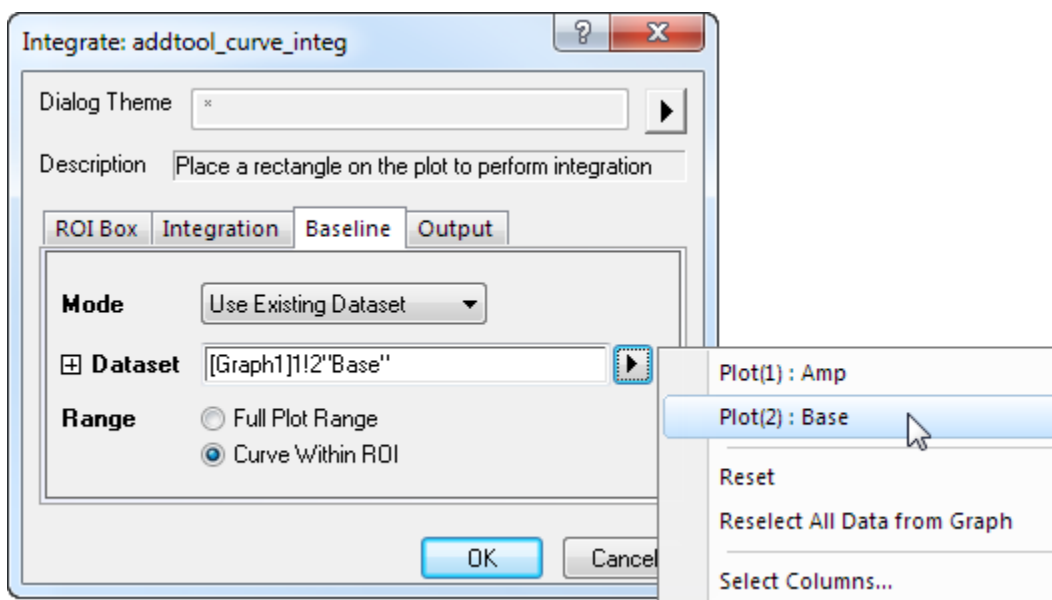 Integrate: addtool_curve_integ
Dialog Theme *
Description Place a rectangle on the plot to perform integration
ROI Box Integration Baseline Output
Mode Use Existing Dataset
Dataset [Graph1]1!2"Base"
Range Full Plot Range
Curve Within ROI
OK Cancel
Plot(1) : Amp
Plot(2) : Base
Reset
Reselect All Data from Graph
Select Columns...